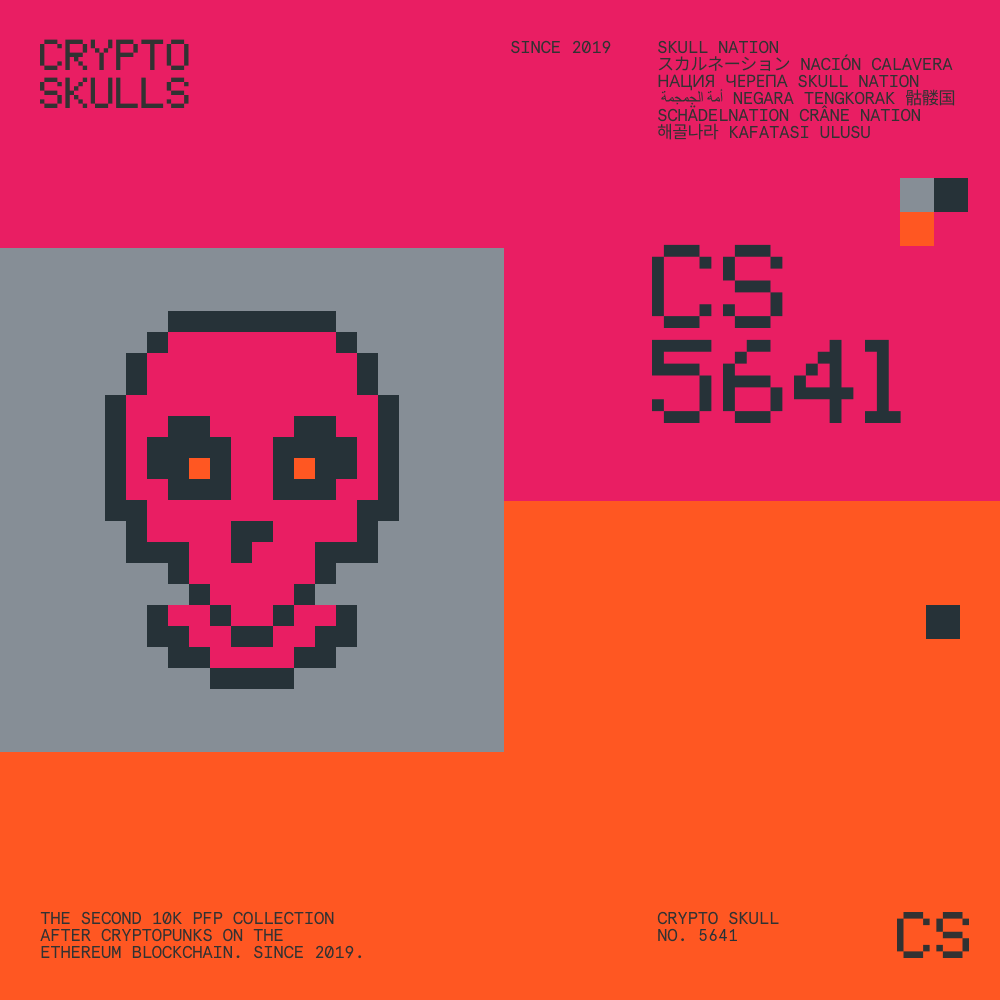 CRYPTO
SKULLS
SINCE 2019
SKULL NATION
スカルネーション NACIÓN CALAVERA
НАЦИЯ ЧЕРЕПА SKULL NATION
أمة الجمجمة NEGARA TENGKORAK 骷髅国
SCHÄDELNATION CRÂNE NATION
해골나라 KAFATASI ULUSU
CS
5641
THE SECOND 10K PFP COLLECTION
AFTER CRYPTOPUNKS ON THE
ETHEREUM BLOCKCHAIN. SINCE 2019.
CRYPTO SKULL
NO. 5641
CS